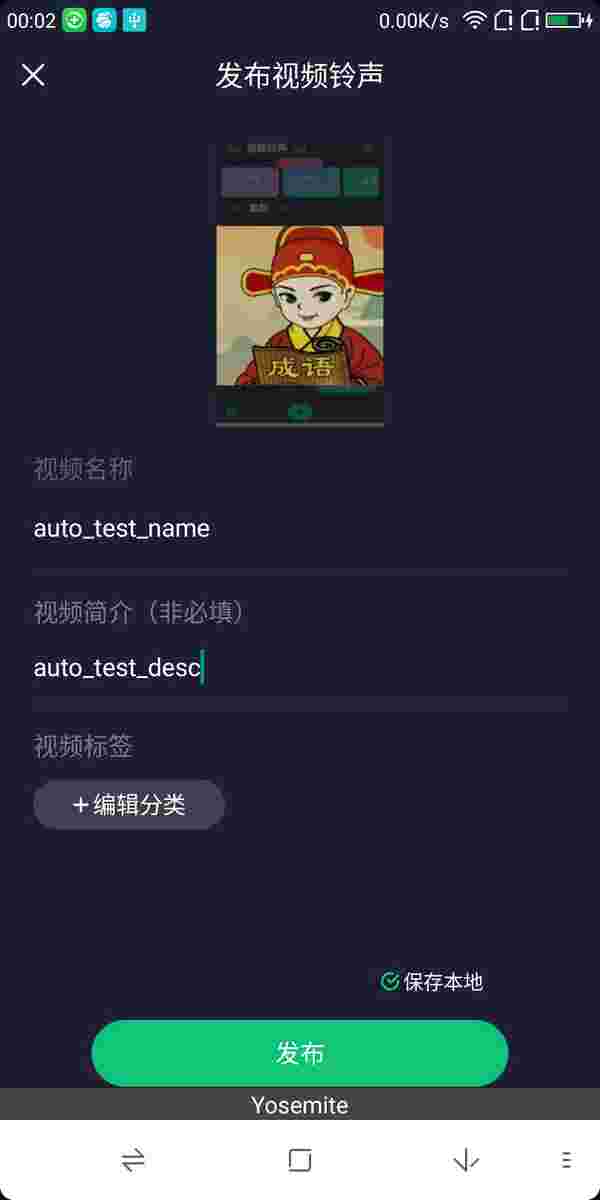 00:02
0.00K/s
发布视频铃声
成语
视频名称
auto_test_name
视频简介（非必填）
auto_test_desc
视频标签
+编辑分类
保存本地
发布
Yosemite